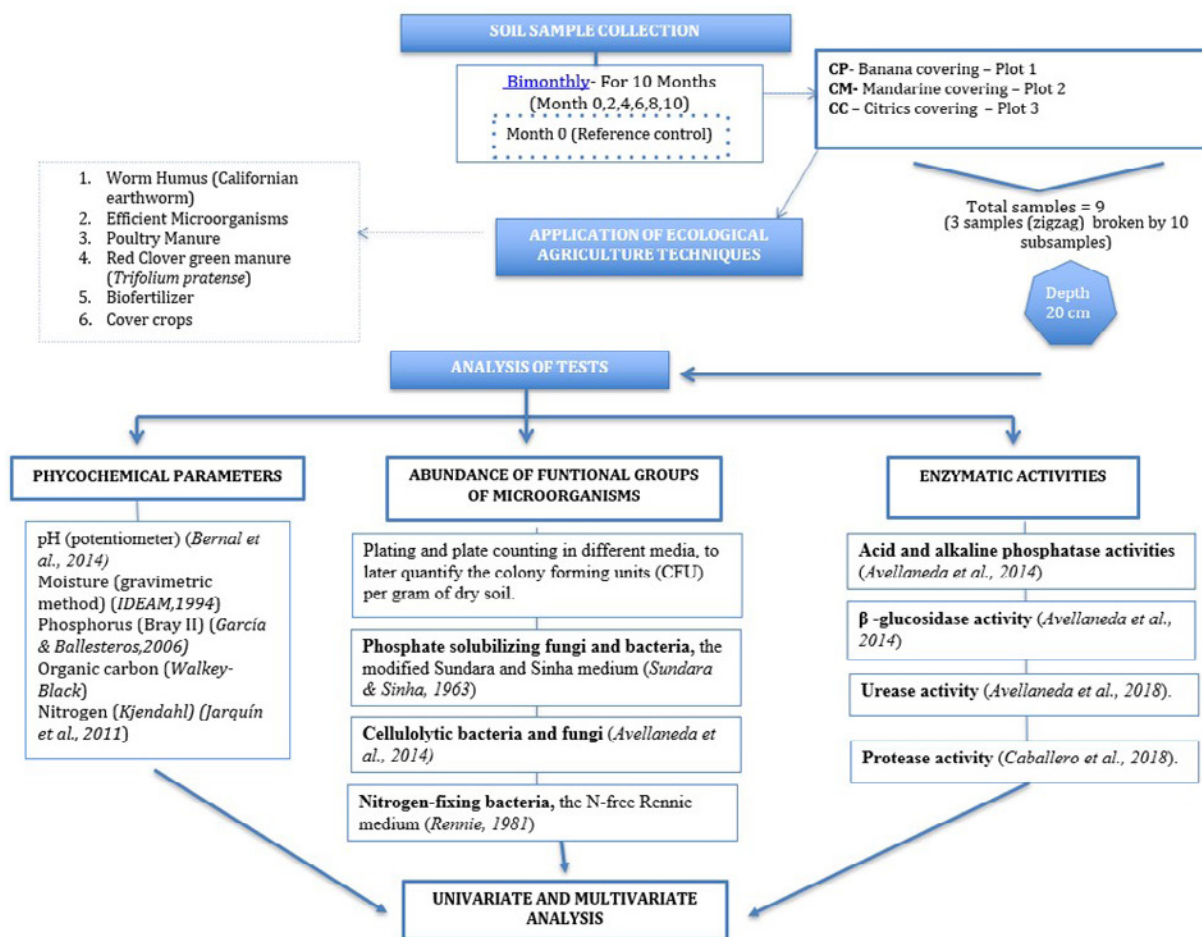 SOIL SAMPLE COLLECTION
Bimonthly- For 10 Months
(Month 0,2,4,6,8,10)
Month 0 (Reference control)
CP- Banana covering – Plot 1
CM- Mandarine covering – Plot 2
CC – Citrics covering – Plot 3
Total samples = 9
(3 samples (zigzag) broken by 10
subsamples)
Depth
20 cm
APPLICATION OF ECOLOGICAL
AGRICULTURE TECHNIQUES
1. Worm Humus (Californian
earthworm)
2. Efficient Microorganisms
3. Poultry Manure
4. Red Clover green manure
(Trifolium pratense)
5. Biofertilizer
6. Cover crops
ANALYSIS OF TESTS
PHYCOCHEMICAL PARAMETERS
pH (potentiometer) (Bernal et
al., 2014)
Moisture (gravimetric
method) (IDEAM,1994)
Phosphorus (Bray II) (García
& Ballesteros,2006)
Organic carbon (Walkey-
Black)
Nitrogen (Kjendahl) (Jarquín
et al., 2011)
ABUNDANCE OF FUNTIONAL GROUPS
OF MICROORGANISMS
Plating and plate counting in different media, to
later quantify the colony forming units (CFU)
per gram of dry soil.
Phosphate solubilizing fungi and bacteria, the
modified Sundara and Sinha medium (Sundara
& Sinha, 1963)
Cellulolytic bacteria and fungi (Avellaneda et
al., 2014)
Nitrogen-fixing bacteria, the N-free Rennie
medium (Rennie, 1981)
ENZYMATIC ACTIVITIES
Acid and alkaline phosphatase activities
(Avellaneda et al., 2014)
β -glucosidase activity (Avellaneda et al.,
2014)
Urease activity (Avellaneda et al., 2018).
Protease activity (Caballero et al., 2018).
UNIVARIATE AND MULTIVARIATE
ANALYSIS